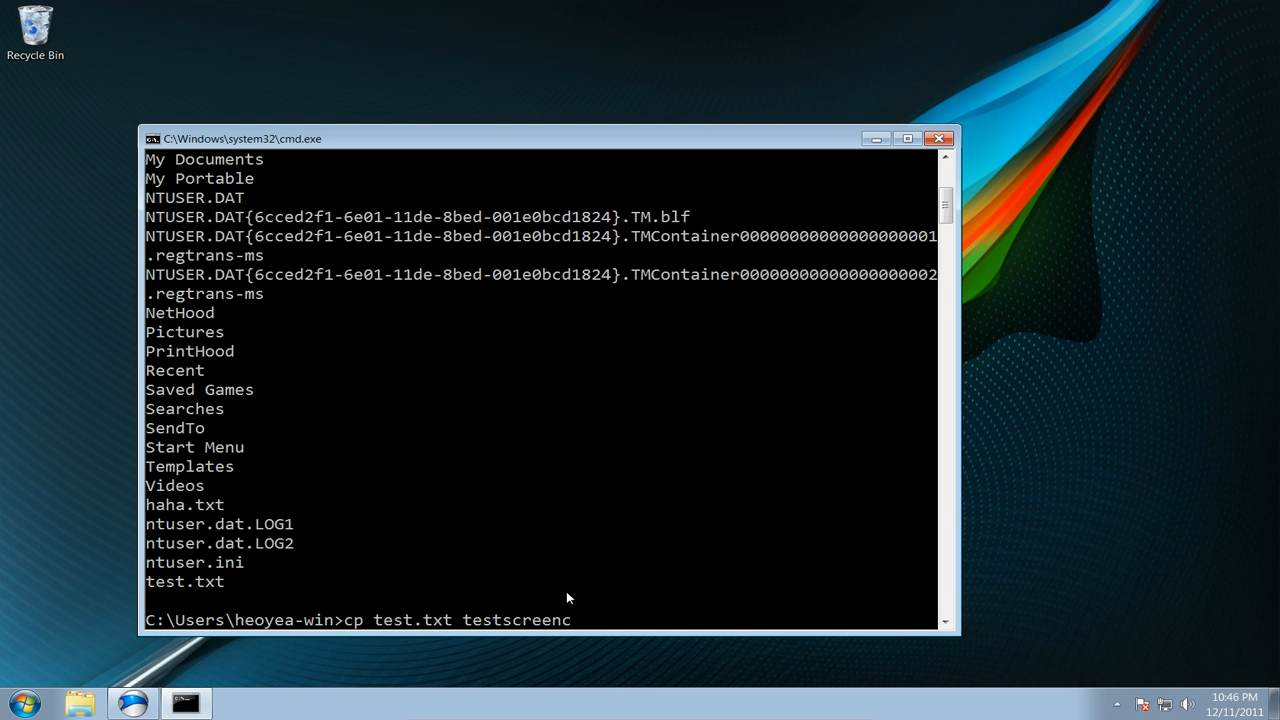 Recycle Bin
C:\Windows\system32\cmd.exe
My Documents
My Portable
NTUSER.DAT
NTUSER.DAT{6cced2f1-6e01-11de-8bed-001e0bcd1824}.TM.blf
NTUSER.DAT{6cced2f1-6e01-11de-8bed-001e0bcd1824}.TMContainer00000000000000000001
.regtrans-ms
NTUSER.DAT{6cced2f1-6e01-11de-8bed-001e0bcd1824}.TMContainer00000000000000000002
.regtrans-ms
NetHood
Pictures
PrintHood
Recent
Saved Games
Searches
SendTo
Start Menu
Templates
Videos
haha.txt
ntuser.dat.LOG1
ntuser.dat.LOG2
ntuser.ini
test.txt
C:\Users\heoyea-win>cp test.txt testscreenc
10:46 PM
12/11/2011